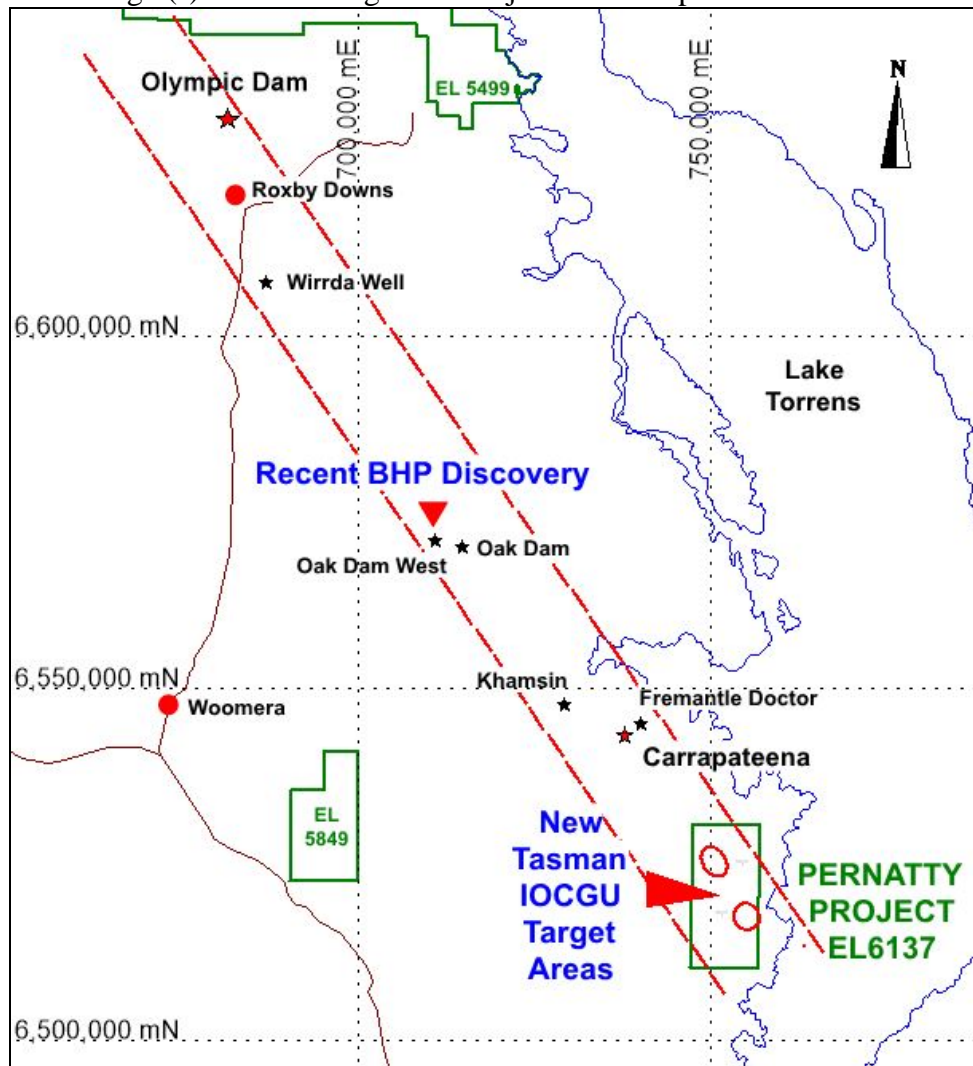 Olympic Dam
EL 5499
N
700,000 mE
750,000 mE
Roxby Downs
Wirrda Well
6,600,000 mN
Lake
Torrens
Recent BHP Discovery
Oak Dam West
Oak Dam
6,550,000 mN
Khamsin
Fremantle Doctor
Woomera
Carrapateena
EL
5849
New
Tasman
IOCGU
Target
Areas
PERNATTY
PROJECT
EL6137
6,500,000 mN